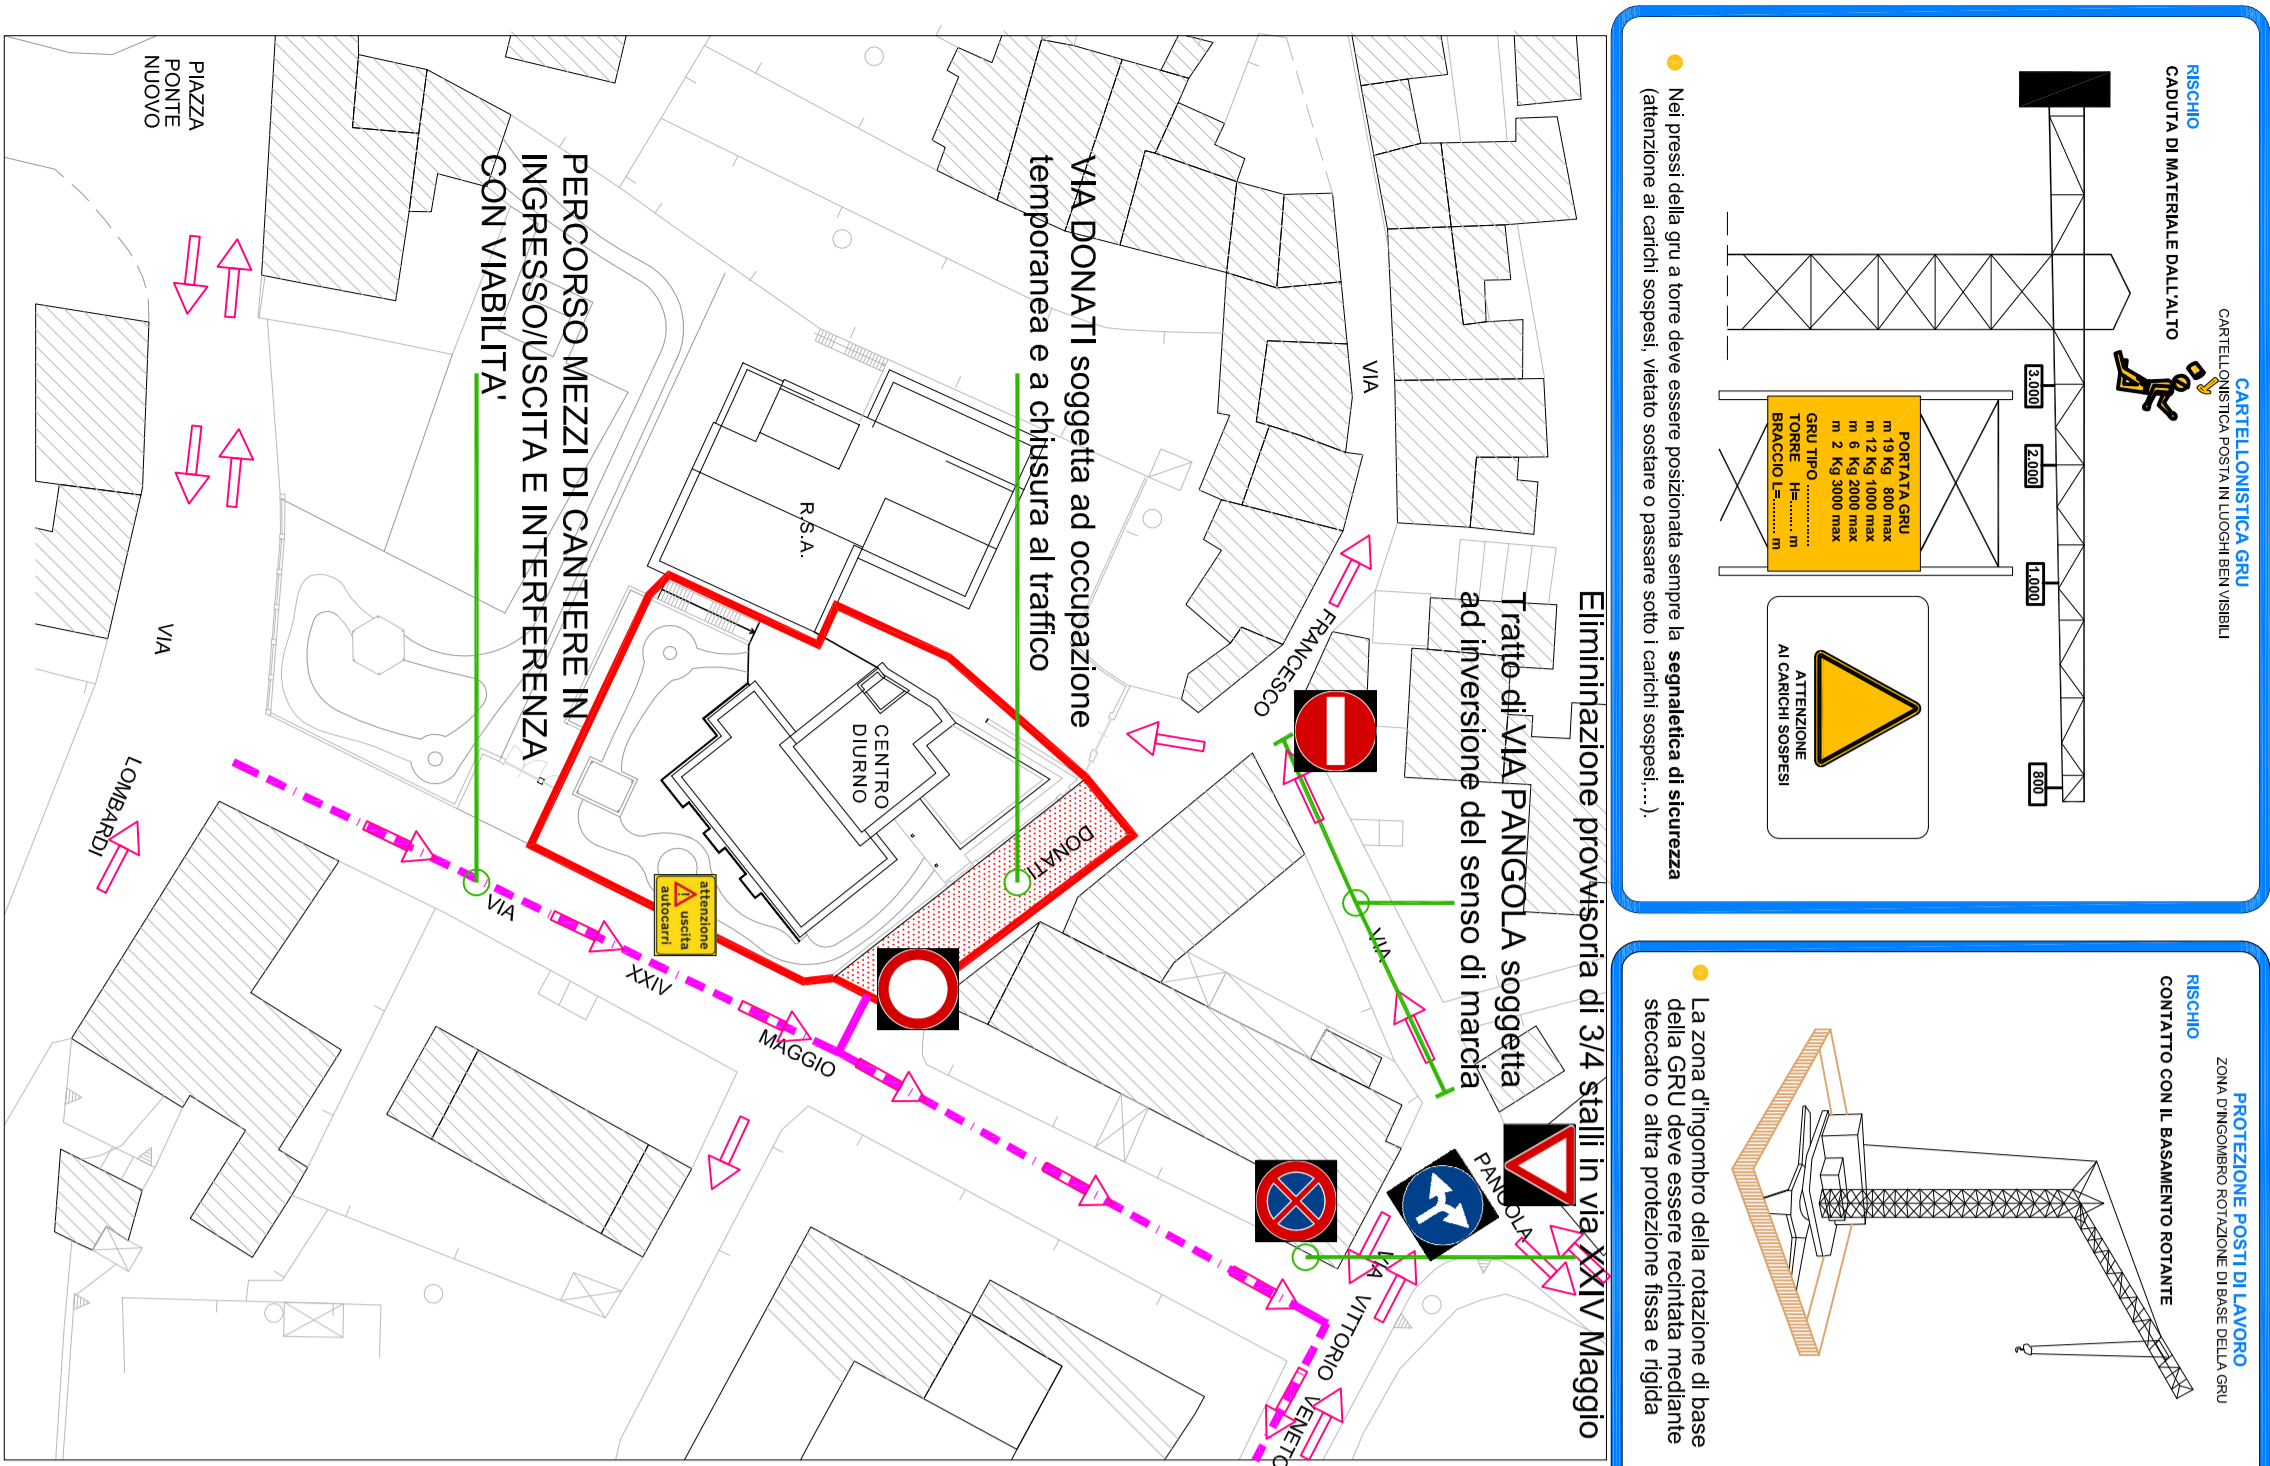 CARTELLONISTICA GRU
CARTELLONISTICA POSTA IN LUOGHI BEN VISIBILI
RISCHIO
CADUTA DI MATERIALE DALL'ALTO
3.000
2.000
1.000
800
PORTATA GRU
m 19 Kg 800 max
m 12 Kg 1000 max
m 6 Kg 2000 max
m 2 Kg 3000 max
GRU TIPO .............
TORRE H=......... m
BRACCIO L=.......... m
ATTENZIONE
AI CARICHI SOSPESI
Nei pressi della gru a torre deve essere posizionata sempre la segnaletica di sicurezza
(attenzione ai carichi sospesi, vietato sostare o passare sotto i carichi sospesi,...).
PROTEZIONE POSTI DI LAVORO
ZONA D'INGOMBRO ROTAZIONE DI BASE DELLA GRU
RISCHIO
CONTATTO CON IL BASAMENTO ROTANTE
La zona d'ingombro della rotazione di base
della GRU deve essere recintata mediante
steccato o altra protezione fissa e rigida
Elimininazione provvisoria di 3/4 stalli in via XXIV Maggio
Tratto di VIA PANGOLA soggetta
ad inversione del senso di marcia
VIA
FRANCESCO
VIA
PANGOLA
VIA
VITTORIO
VENETO
VIA DONATI soggetta ad occupazione
temporanea e a chiusura al traffico
DONATI
R.S.A.
CENTRO
DIURNO
attenzione
uscita
autocarri
PERCORSO MEZZI DI CANTIERE IN
INGRESSO/USCITA E INTERFERENZA
CON VIABILITA'
VIA
XXIV
MAGGIO
PIAZZA
PONTE
NUOVO
VIA
LOMBARDI